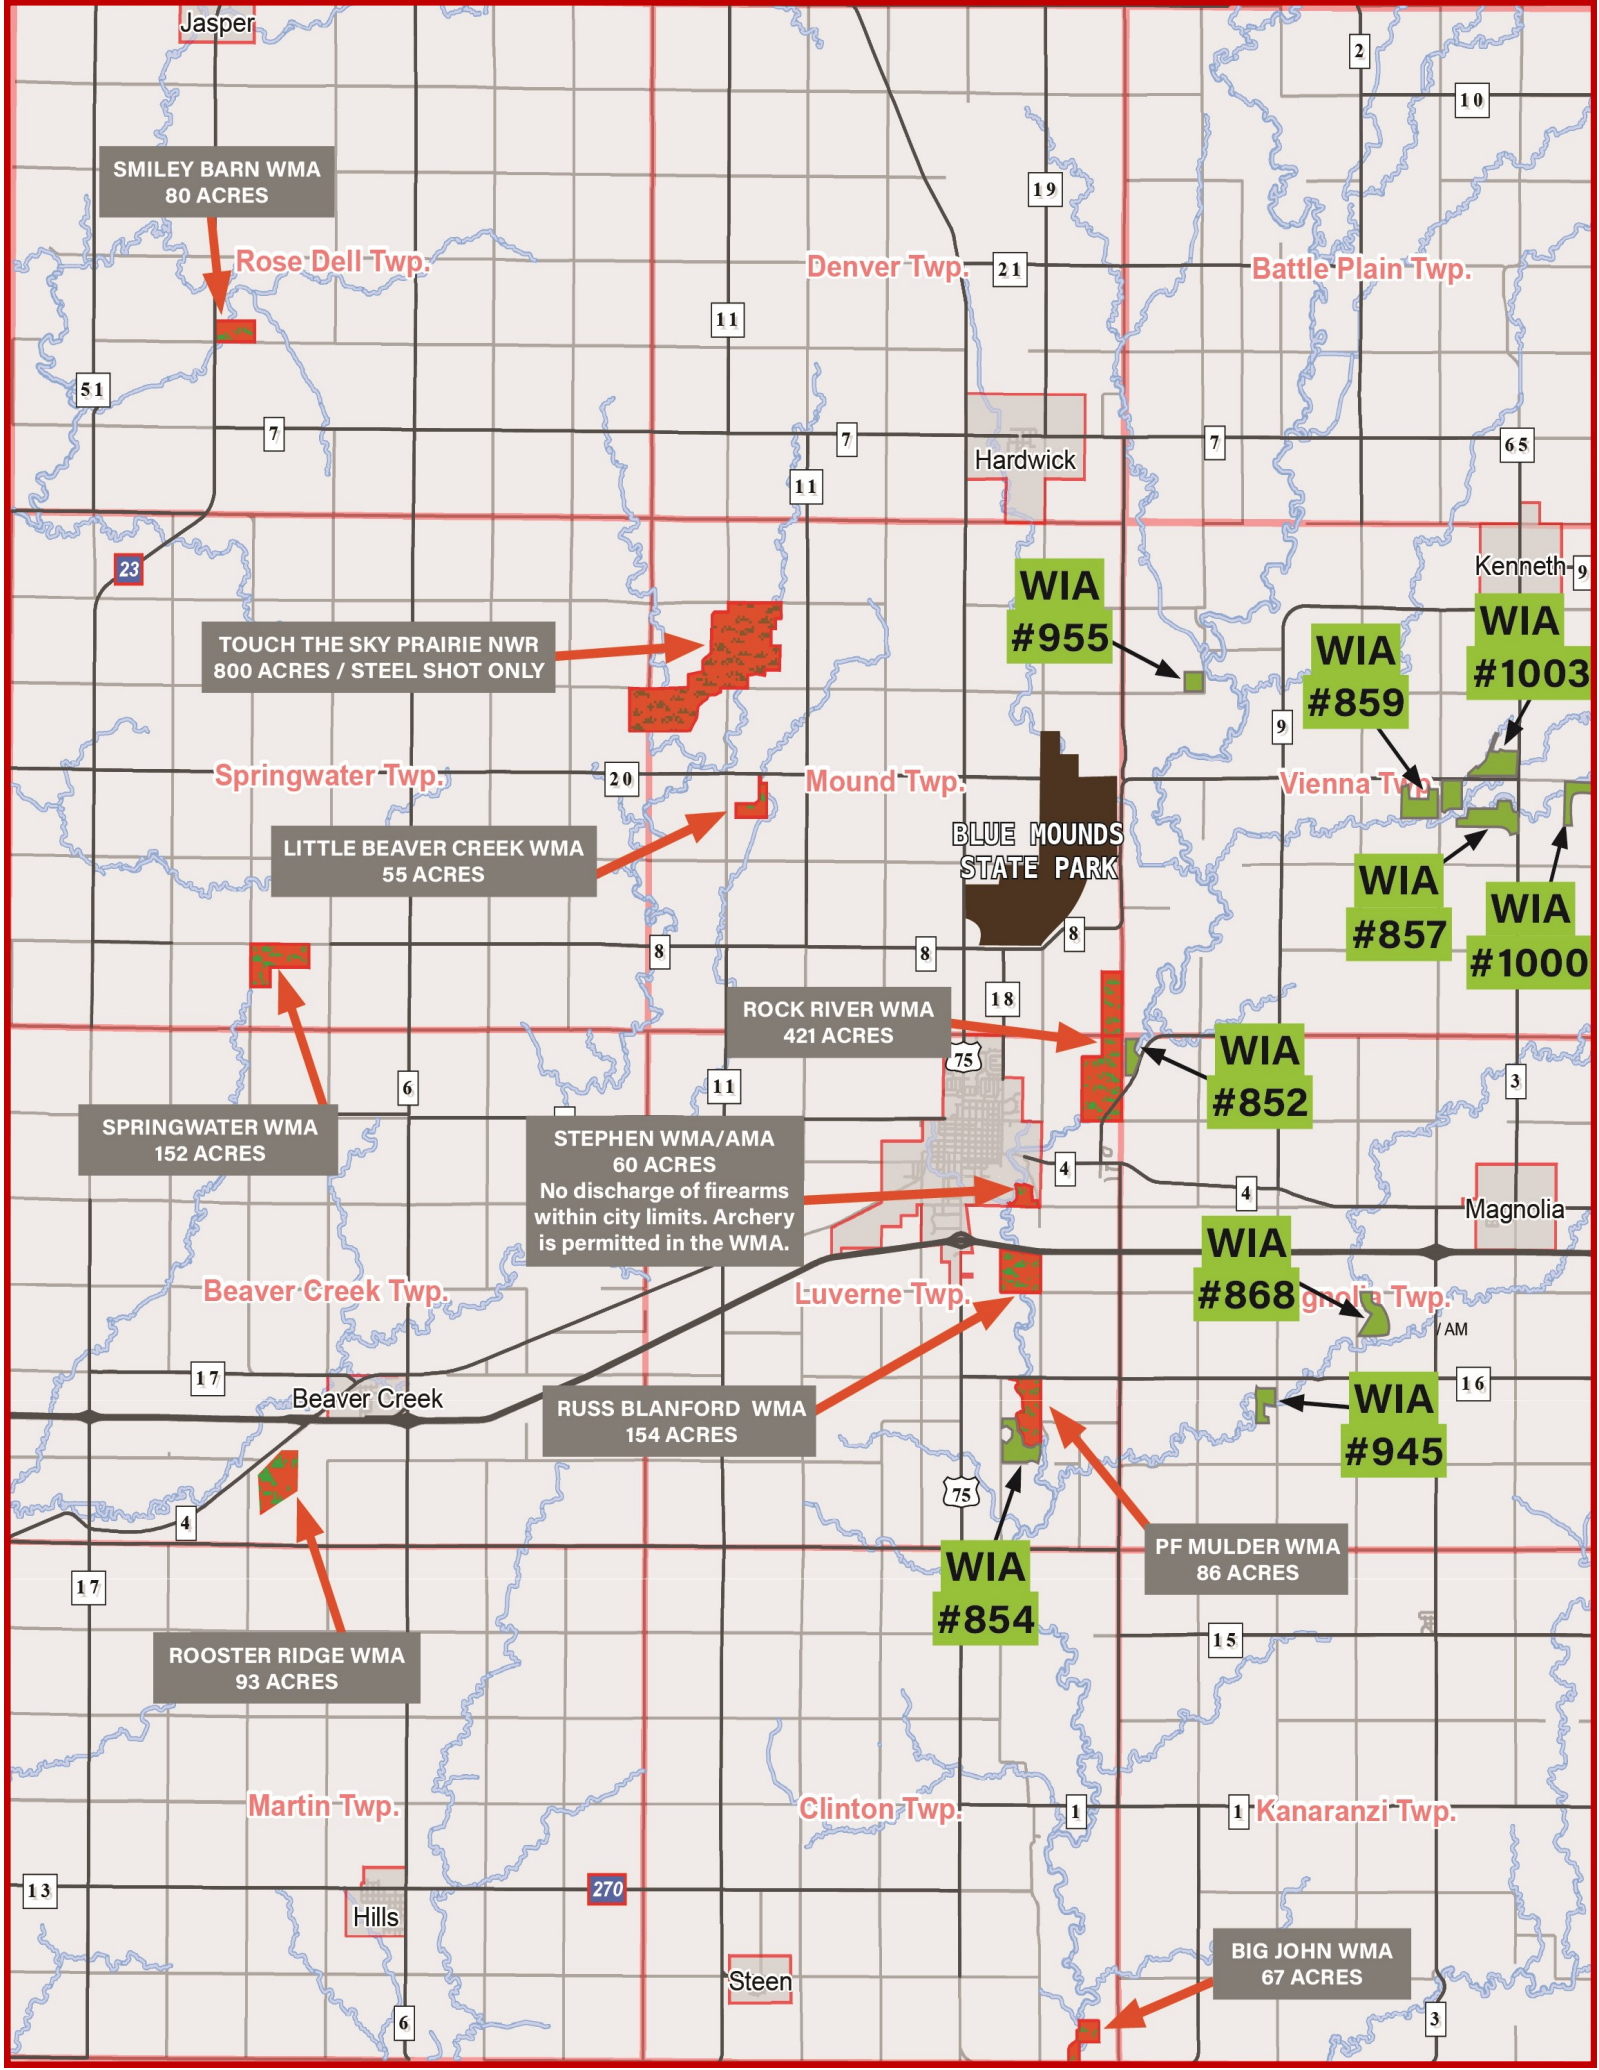 Jasper
2
10
SMILEY BARN WMA
80 ACRES
19
Rose Dell Twp.
Denver Twp.
21
Battle Plain Twp.
11
51
7
7
7
65
Hardwick
11
23
Kenneth
9
WIA
#955
WIA
#1003
WIA
#859
TOUCH THE SKY PRAIRIE NWR
800 ACRES / STEEL SHOT ONLY
9
Springwater Twp.
20
Mound Twp.
Vienna Twp
BLUE MOUNDS
STATE PARK
LITTLE BEAVER CREEK WMA
55 ACRES
WIA
#857
WIA
#1000
8
8
8
18
ROCK RIVER WMA
421 ACRES
75
WIA
#852
6
11
3
SPRINGWATER WMA
152 ACRES
STEPHEN WMA/AMA
60 ACRES
No discharge of firearms
within city limits. Archery
is permitted in the WMA.
4
4
Magnolia
WIA
#868
Beaver Creek Twp.
Luverne Twp.
gnolia Twp.
/ AM
17
Beaver Creek
16
RUSS BLANFORD WMA
154 ACRES
WIA
#945
75
4
PF MULDER WMA
86 ACRES
WIA
#854
17
ROOSTER RIDGE WMA
93 ACRES
15
Martin Twp.
Clinton Twp.
1
1
Kanaranzi Twp.
13
270
Hills
BIG JOHN WMA
67 ACRES
Steen
6
3